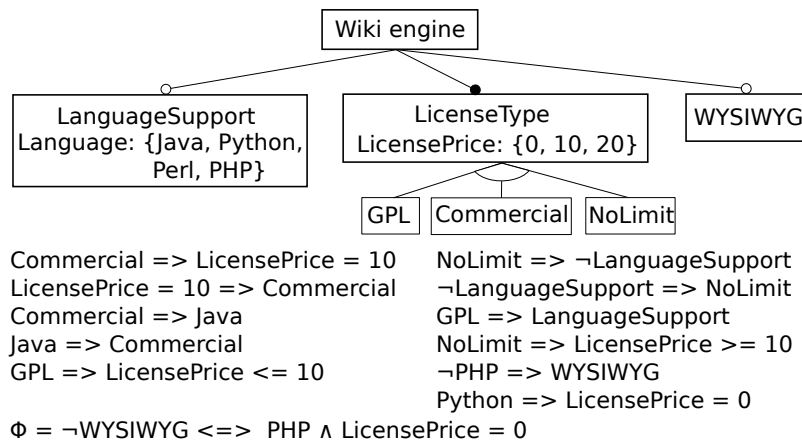 Wiki engine
LanguageSupport
Language: {Java, Python,
Perl, PHP}
LicenseType
LicensePrice: {0, 10, 20}
WYSIWYG
GPL
Commercial
NoLimit
Commercial => LicensePrice = 10
LicensePrice = 10 => Commercial
Commercial => Java
Java => Commercial
GPL => LicensePrice <= 10
NoLimit => ¬LanguageSupport
¬LanguageSupport => NoLimit
GPL => LanguageSupport
NoLimit => LicensePrice >= 10
¬PHP => WYSIWYG
Python => LicensePrice = 0
Φ = ¬WYSIWYG <=> PHP ∧ LicensePrice = 0